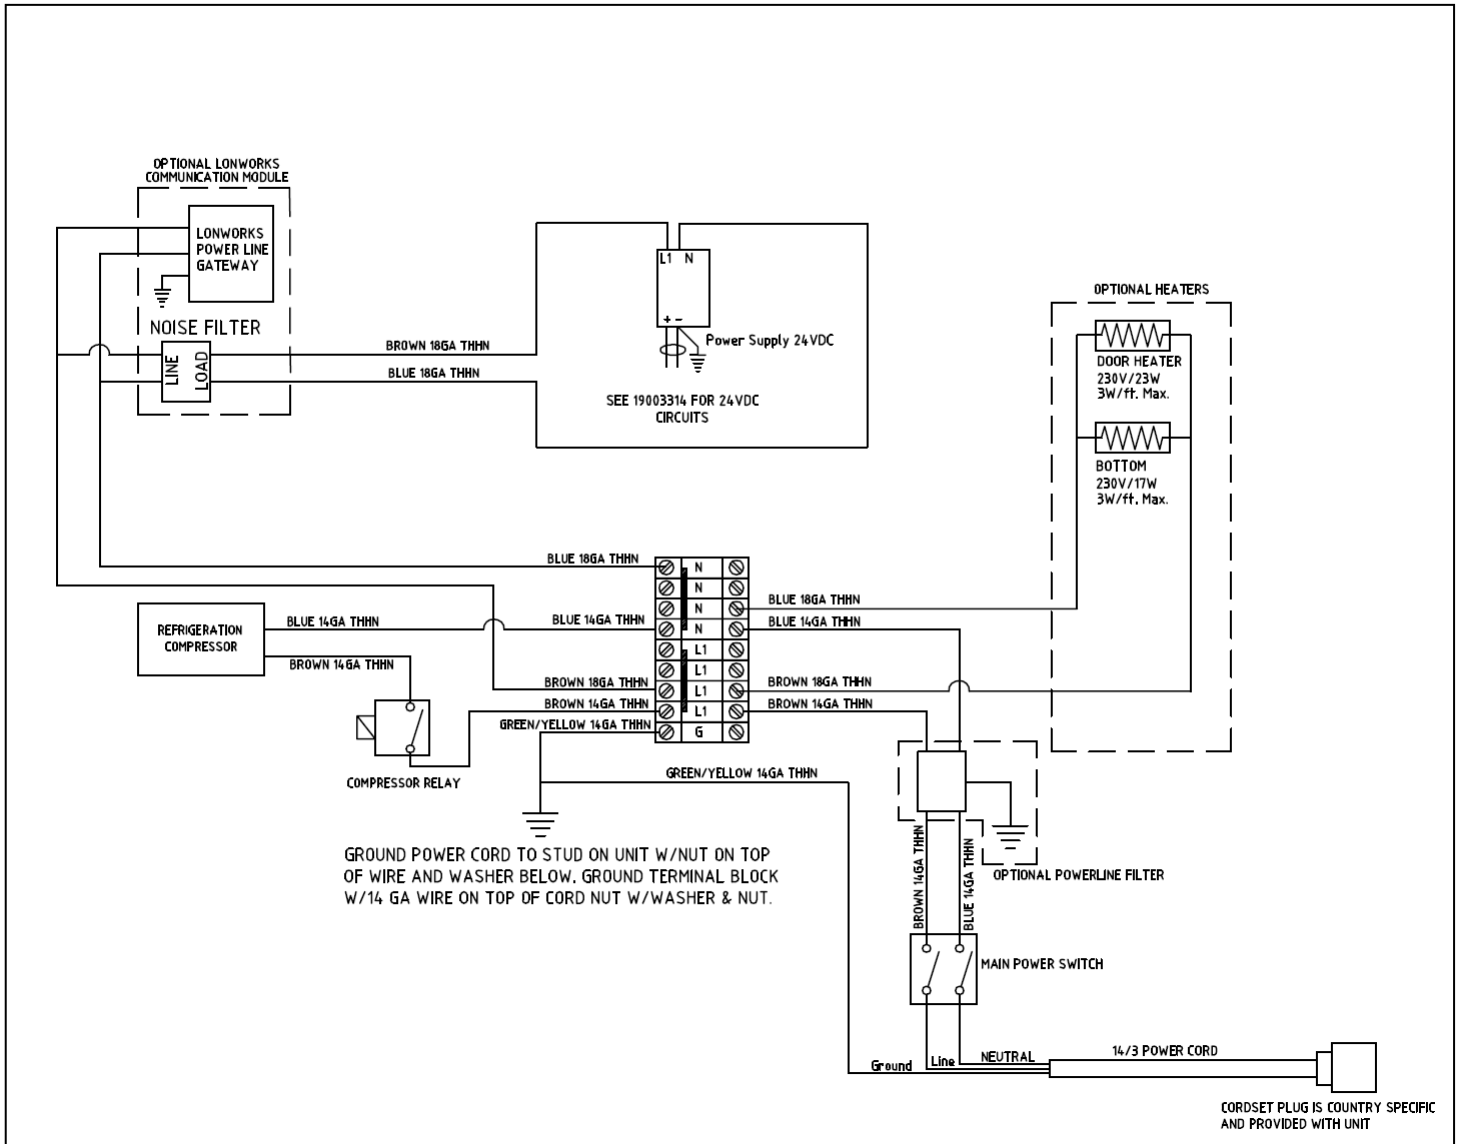 OPTIONAL LONWORKS
COMMUNICATION MODULE
LONWORKS
POWER LINE
GATEWAY
NOISE FILTER
LINE
LOAD
BROWN 18GA THHN
BLUE 18GA THHN
L1 N
+ -
Power Supply 24VDC
SEE 19003314 FOR 24VDC
CIRCUITS
OPTIONAL HEATERS
DOOR HEATER
230V/23W
3W/ft. Max.
BOTTOM
230V/17W
3W/ft. Max.
BLUE 18GA THHN
N
N
N
N
L1
L1
L1
L1
G
BLUE 18GA THHN
BLUE 14GA THHN
BROWN 18GA THHN
BROWN 14GA THHN
REFRIGERATION
COMPRESSOR
BLUE 14GA THHN
BROWN 14GA THHN
BLUE 14GA THHN
BROWN 18GA THHN
BROWN 14GA THHN
GREEN/YELLOW 14GA THHN
COMPRESSOR RELAY
GREEN/YELLOW 14GA THHN
GROUND POWER CORD TO STUD ON UNIT W/NUT ON TOP
OF WIRE AND WASHER BELOW. GROUND TERMINAL BLOCK
W/14 GA WIRE ON TOP OF CORD NUT W/WASHER & NUT.
BROWN 14GA THHN
BLUE 14GA THHN
OPTIONAL POWERLINE FILTER
MAIN POWER SWITCH
Ground
Line
NEUTRAL
14/3 POWER CORD
CORDSET PLUG IS COUNTRY SPECIFIC
AND PROVIDED WITH UNIT